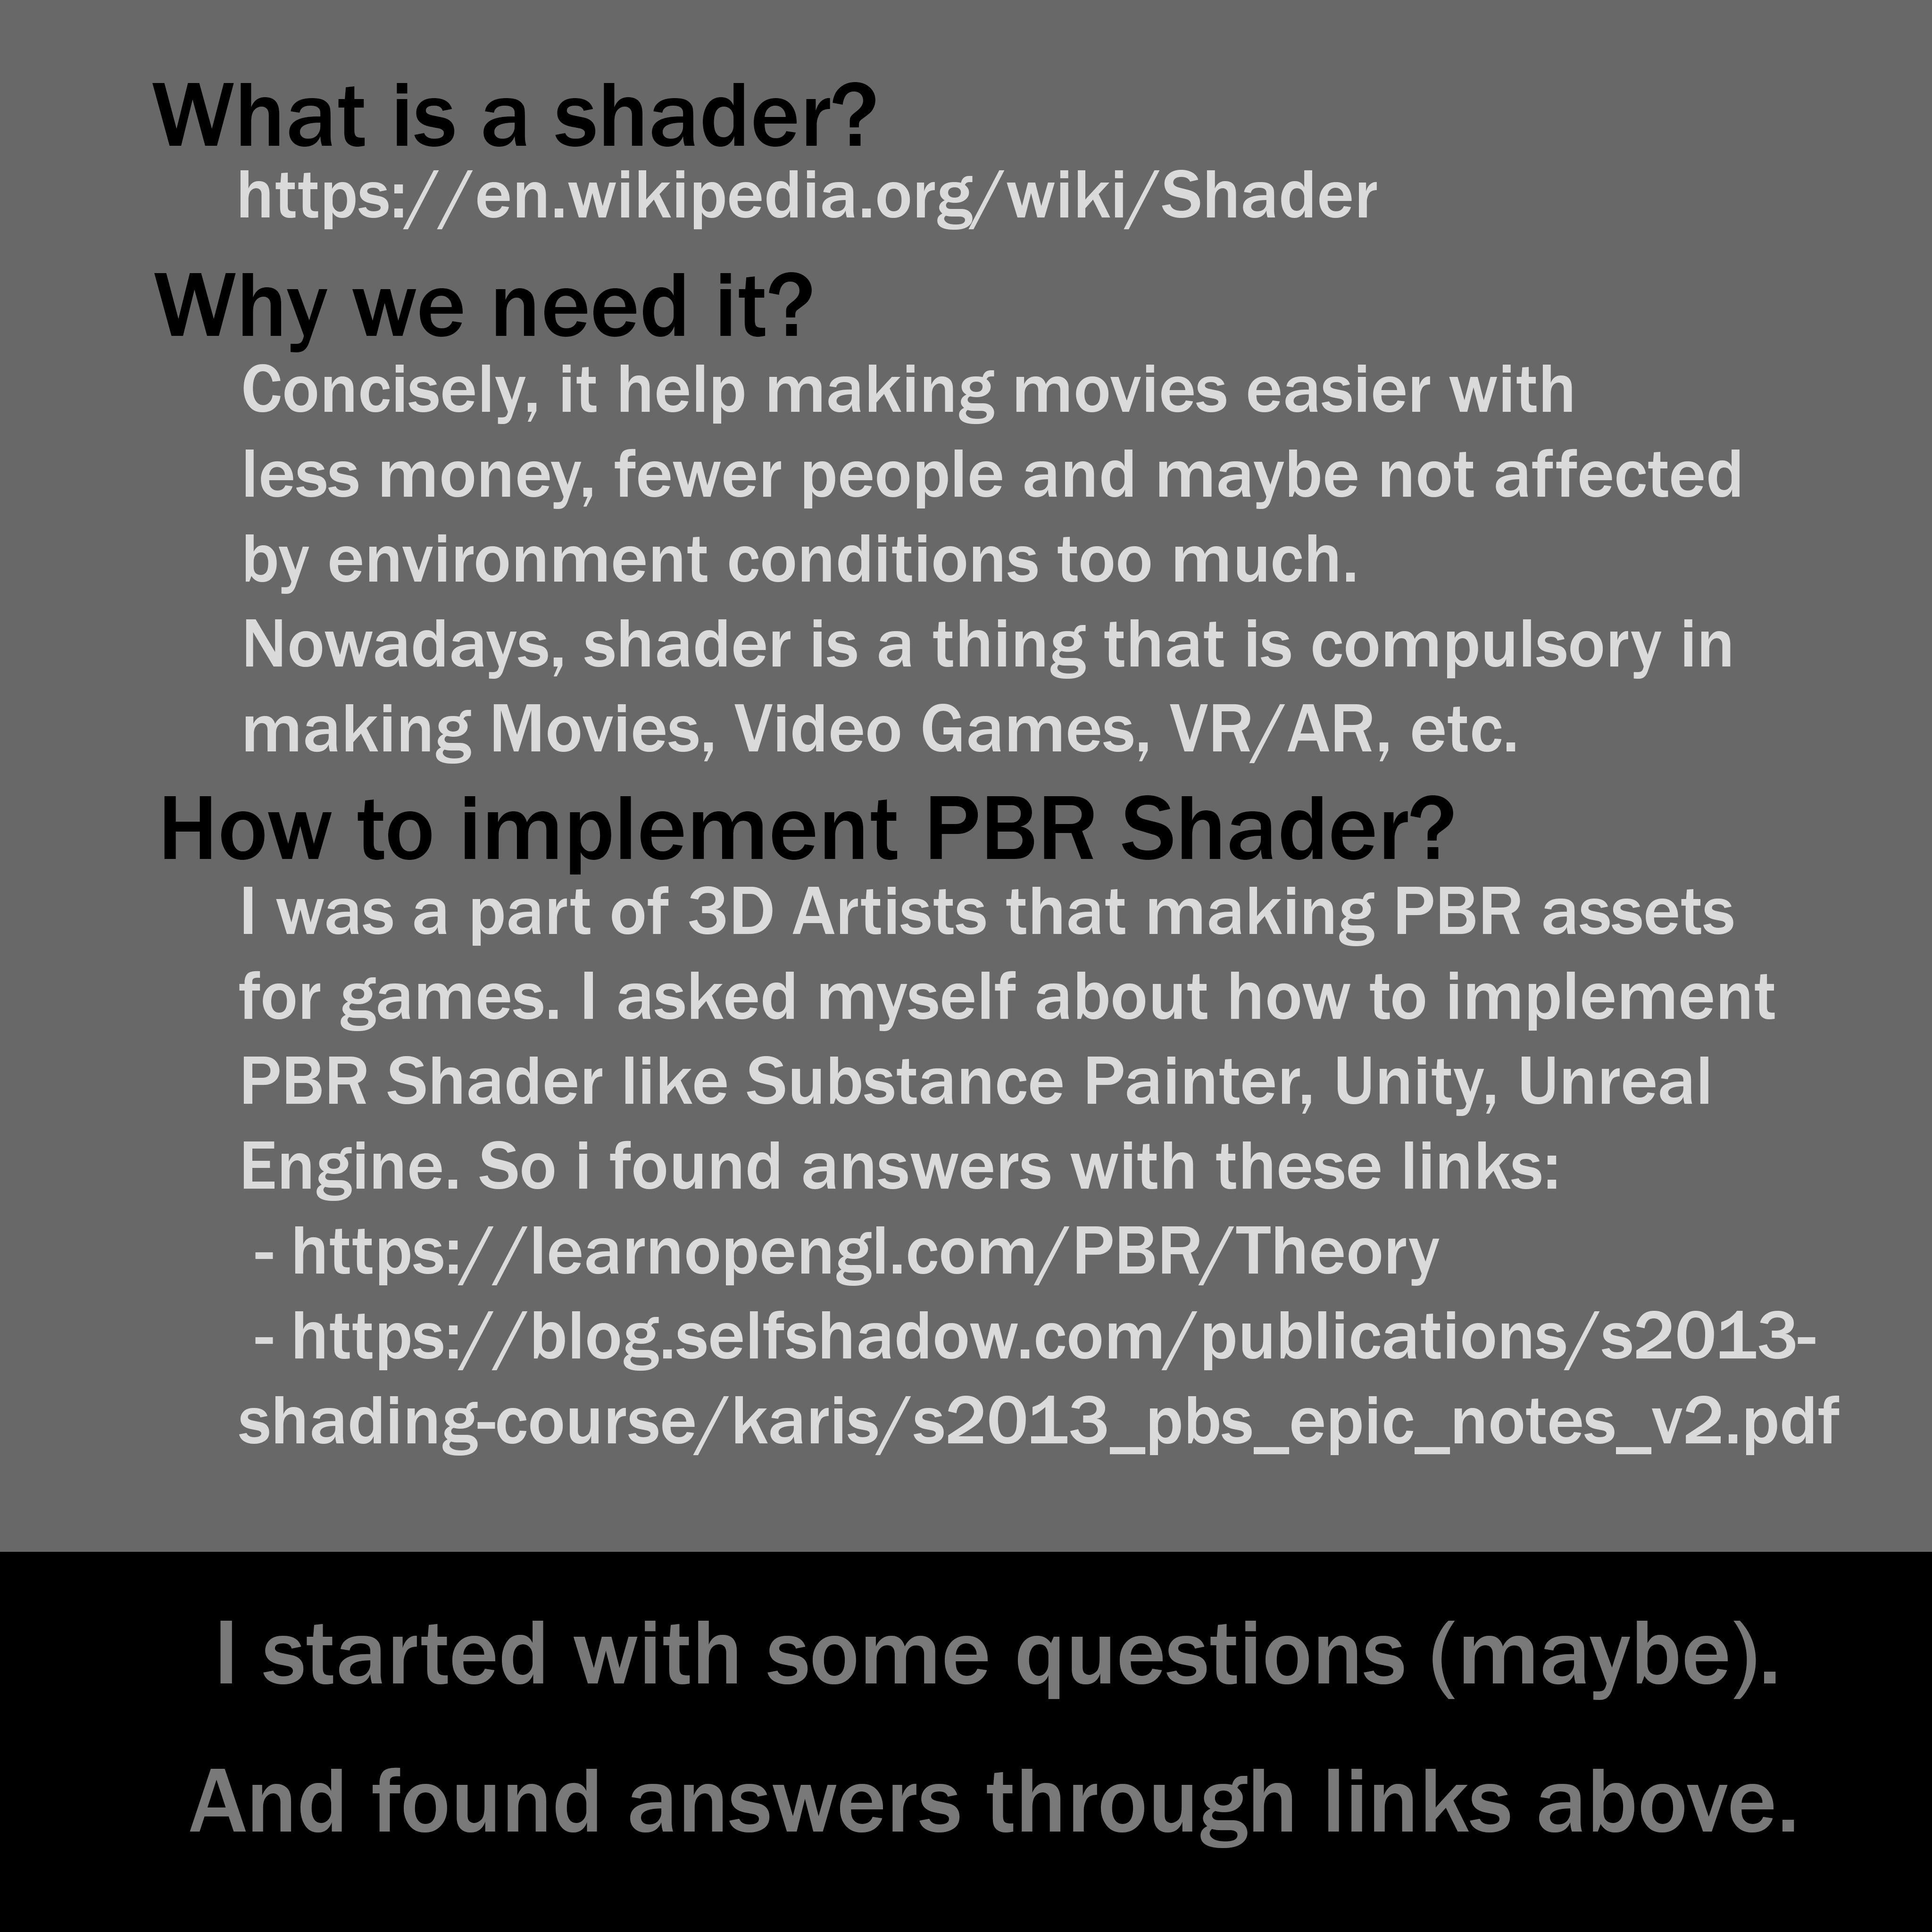 What is a shader?
https://en.wikipedia.org/wiki/Shader
Why we need it?
Concisely, it help making movies easier with
less money, fewer people and maybe not affected
by environment conditions too much.
Nowadays, shader is a thing that is compulsory in
making Movies, Video Games, VR/AR, etc.
How to implement PBR Shader?
I was a part of 3D Artists that making PBR assets
for games. I asked myself about how to implement
PBR Shader like Substance Painter, Unity, Unreal
Engine. So i found answers with these links:
- https://learnopengl.com/PBR/Theory
- https://blog.selfshadow.com/publications/s2013-
shading-course/karis/s2013_pbs_epic_notes_v2.pdf
I started with some questions (maybe).
And found answers through links above.